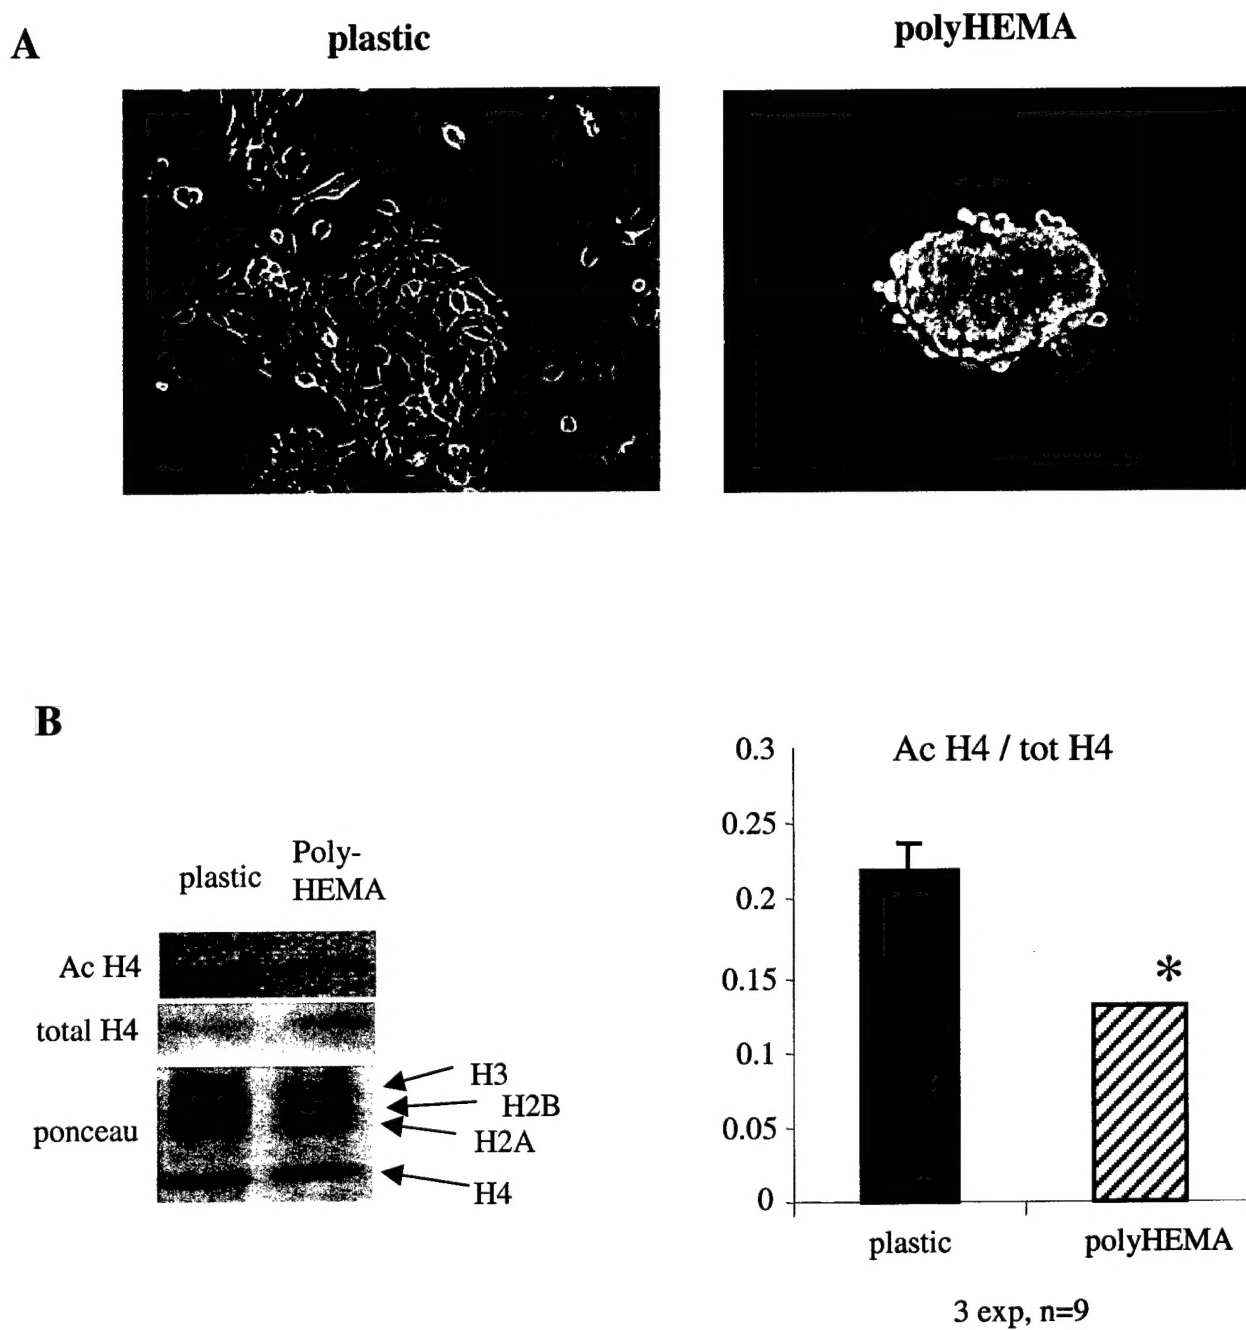 A
plastic
polyHEMA
B
plastic
Poly-
HEMA
Ac H4
total H4
ponceau
H3
H2B
H2A
H4
Ac H4 / tot H4
0.3
0.25
0.2
0.15
0.1
0.05
0
*
plastic
polyHEMA
3 exp, n=9